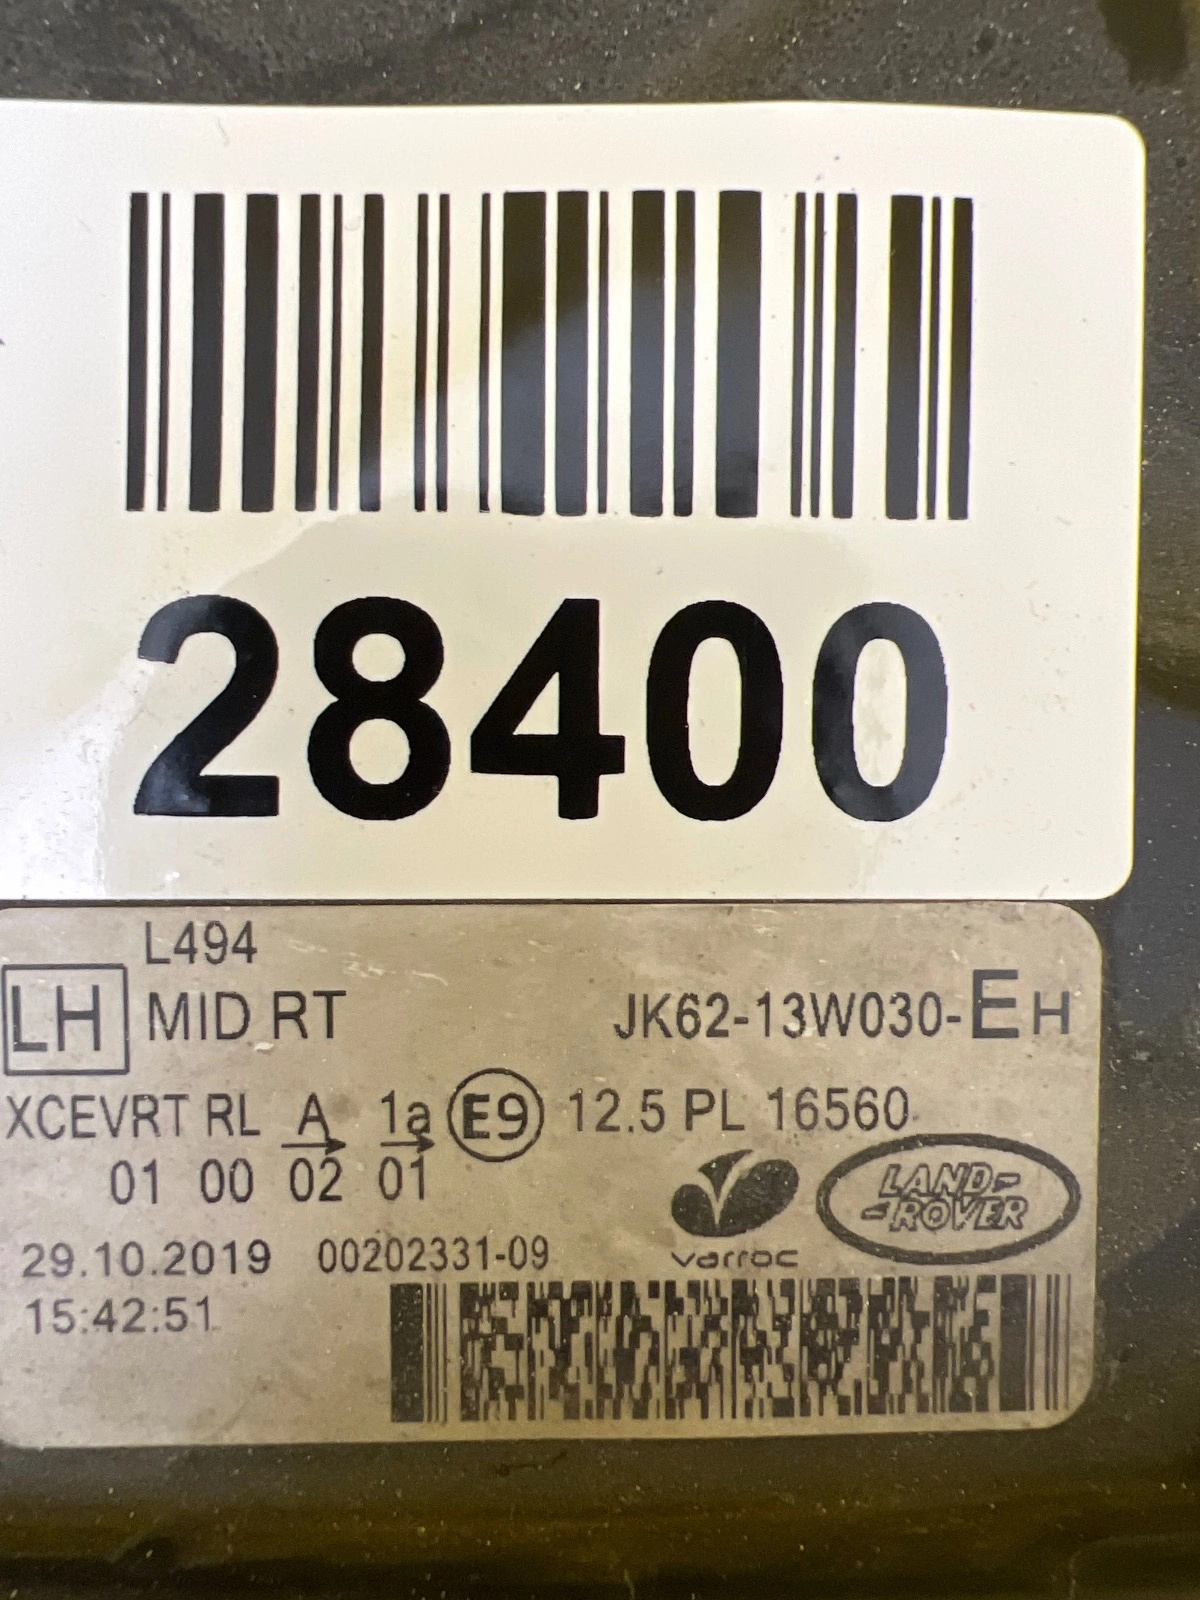 28400
L494
LH MID RT JK62-13W030-EH
XCEVRT RL A 1a E9 12.5 PL 16560
01 00 02 01
varroc
LAND-
-ROVER
29.10.2019 00202331-09
15:42:51